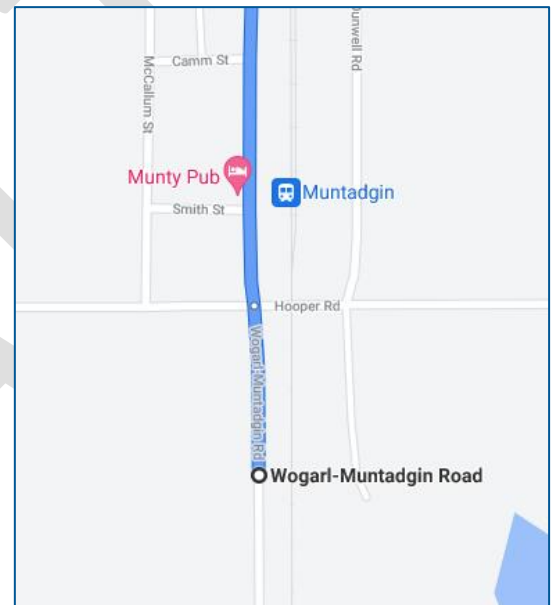 Camm St
McCallum St
Dunwell Rd
Munty Pub
Muntadgin
Smith St
Hooper Rd
Wogarl-Muntadgin Rd
Wogarl-Muntadgin Road